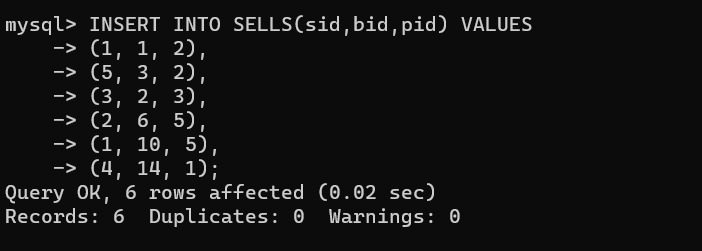 mysql> INSERT INTO SELLS(sid,bid,pid) VALUES
    -> (1, 1, 2),
    -> (5, 3, 2),
    -> (3, 2, 3),
    -> (2, 6, 5),
    -> (1, 10, 5),
    -> (4, 14, 1);
Query OK, 6 rows affected (0.02 sec)
Records: 6  Duplicates: 0  Warnings: 0